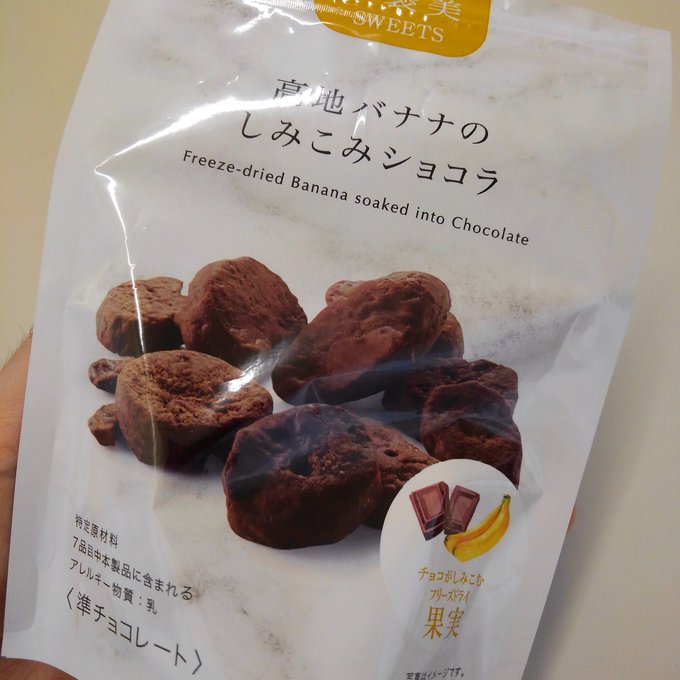 美
SWEETS
高地バナナの
しみこみショコラ
Freeze-dried Banana soaked into Chocolate
チョコがしみこむ
フリーズドライ
果実
特定原材料
7品目中本製品に含まれる
アレルギー物質:乳
〈準チョコレート〉
写真はイメージです。